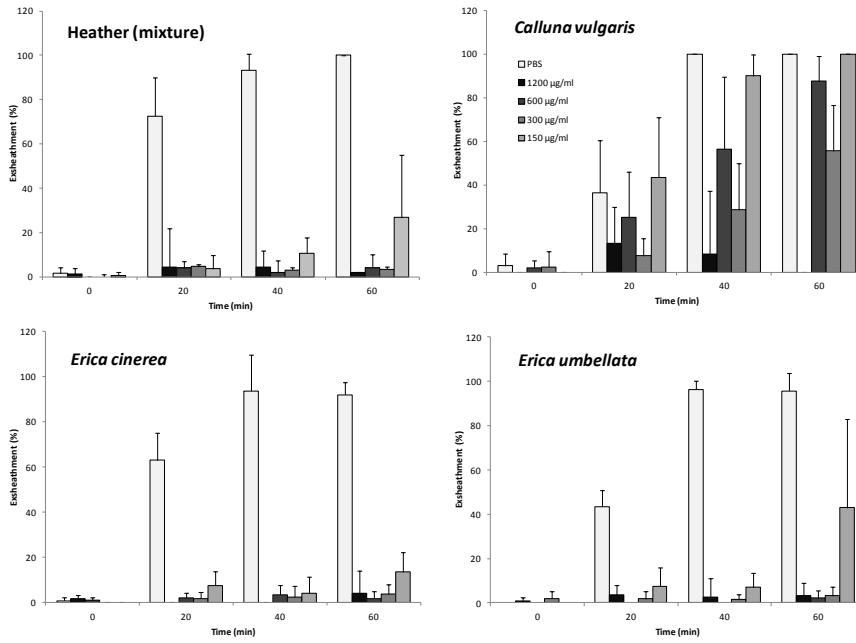 Heather (mixture)
Exsheathment (%)
120
100
80
60
40
20
0
0 20 40 60
Time (min)
Calluna vulgaris
PBS
1200 µg/ml
600 µg/ml
300 µg/ml
150 µg/ml
Exsheathment (%)
120
100
80
60
40
20
0
0 20 40 60
Time (min)
Erica cinerea
Exsheathment (%)
120
100
80
60
40
20
0
0 20 40 60
Time (min)
Erica umbellata
Exsheathment (%)
120
100
80
60
40
20
0
0 20 40 60
Time (min)